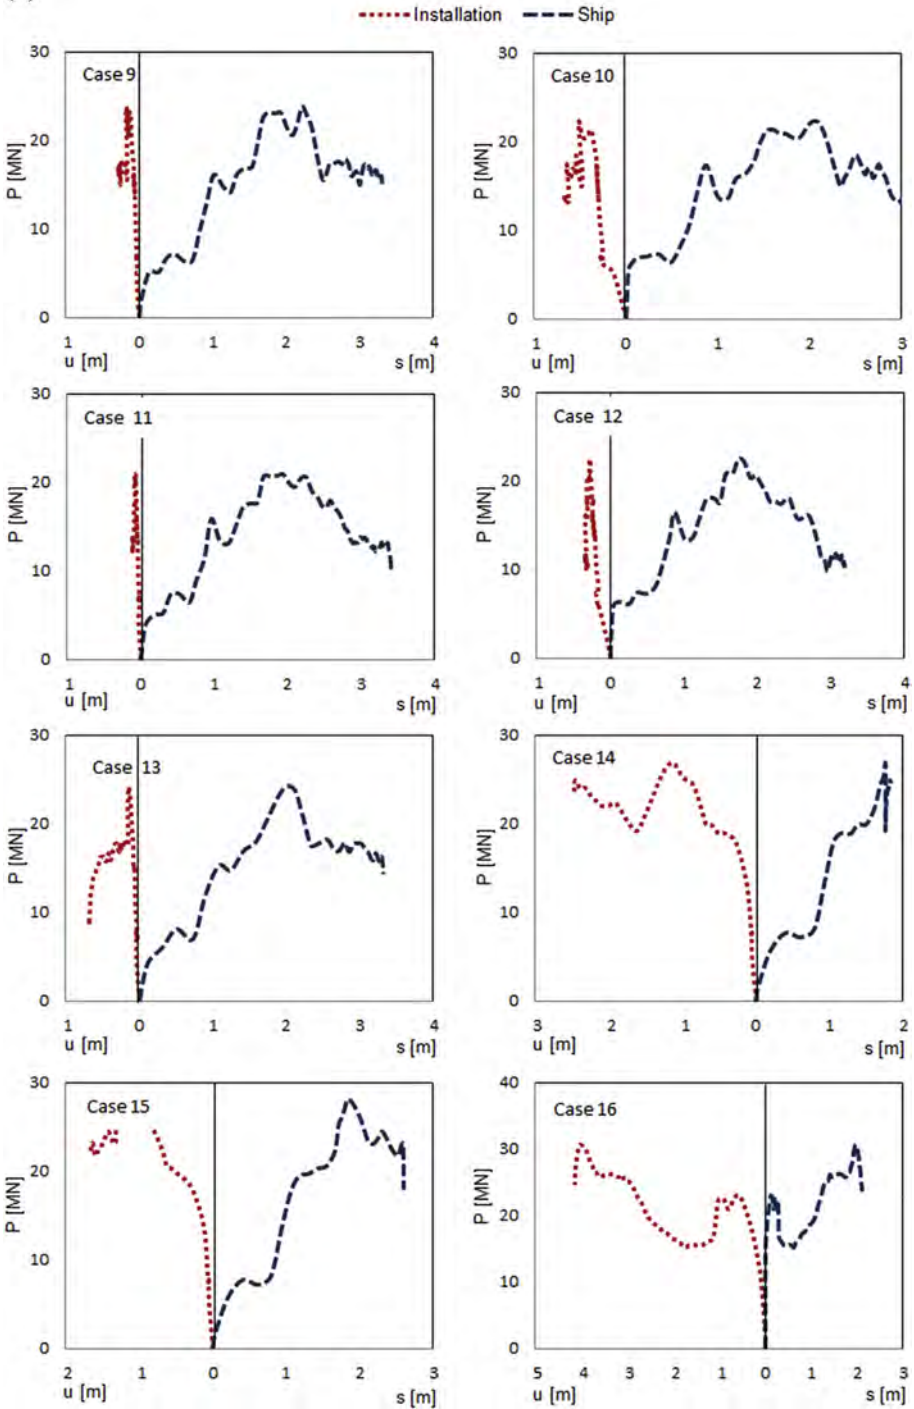 Installation Ship
30 Case 9
20
P [MN]
10
0
1 0 1 2 3 4
u [m] s [m]
30 Case 10
20
P [MN]
10
0
1 0 1 2 3
u [m] s [m]
30 Case 11
20
P [MN]
10
0
1 0 1 2 3 4
u [m] s [m]
30 Case 12
20
P [MN]
10
0
1 0 1 2 3 4
u [m] s [m]
30 Case 13
20
P [MN]
10
0
1 0 1 2 3 4
u [m] s [m]
30 Case 14
20
P [MN]
10
0
3 2 1 0 1 2
u [m] s [m]
30 Case 15
20
P [MN]
10
0
2 1 0 1 2 3
u [m] s [m]
40 Case 16
30
20
P [MN]
10
0
5 4 3 2 1 0 1 2 3
u [m] s [m]